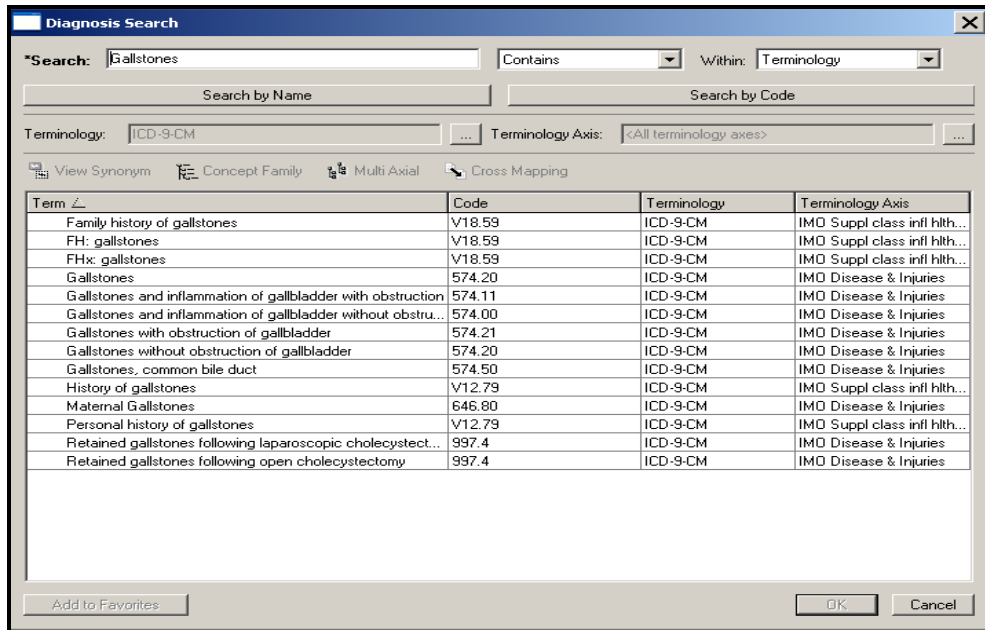 Diagnosis Search
*Search: Gallstones Contains Within: Terminology
Search by Name Search by Code
Terminology: ICD-9-CM ... Terminology Axis: <All terminology axes> ...
View Synonym Concept Family Multi Axial Cross Mapping
Term Code Terminology Terminology Axis
Family history of gallstones V18.59 ICD-9-CM IMO Suppl class infl hlth...
FH: gallstones V18.59 ICD-9-CM IMO Suppl class infl hlth...
FHx: gallstones V18.59 ICD-9-CM IMO Suppl class infl hlth...
Gallstones 574.20 ICD-9-CM IMO Disease & Injuries
Gallstones and inflammation of gallbladder with obstruction 574.11 ICD-9-CM IMO Disease & Injuries
Gallstones and inflammation of gallbladder without obstru... 574.00 ICD-9-CM IMO Disease & Injuries
Gallstones with obstruction of gallbladder 574.21 ICD-9-CM IMO Disease & Injuries
Gallstones without obstruction of gallbladder 574.20 ICD-9-CM IMO Disease & Injuries
Gallstones, common bile duct 574.50 ICD-9-CM IMO Disease & Injuries
History of gallstones V12.79 ICD-9-CM IMO Suppl class infl hlth...
Maternal Gallstones 646.80 ICD-9-CM IMO Disease & Injuries
Personal history of gallstones V12.79 ICD-9-CM IMO Suppl class infl hlth...
Retained gallstones following laparoscopic cholecystect... 997.4 ICD-9-CM IMO Disease & Injuries
Retained gallstones following open cholecystectomy 997.4 ICD-9-CM IMO Disease & Injuries
Add to Favorites OK Cancel